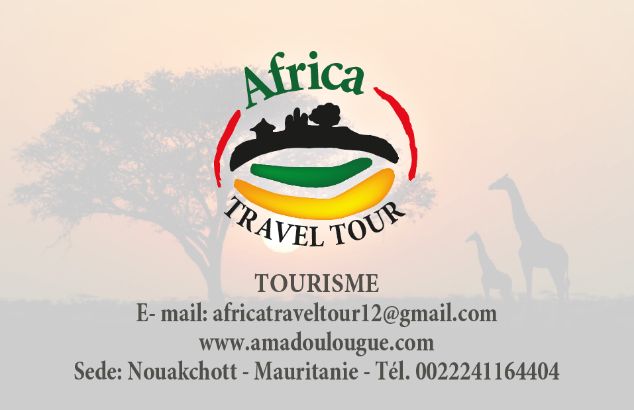 Africa
TRAVEL TOUR
TOURISME
E- mail: africatraveltour12@gmail.com
www.amadoulougue.com
Sede: Nouakchott - Mauritanie - Tél. 0022241164404